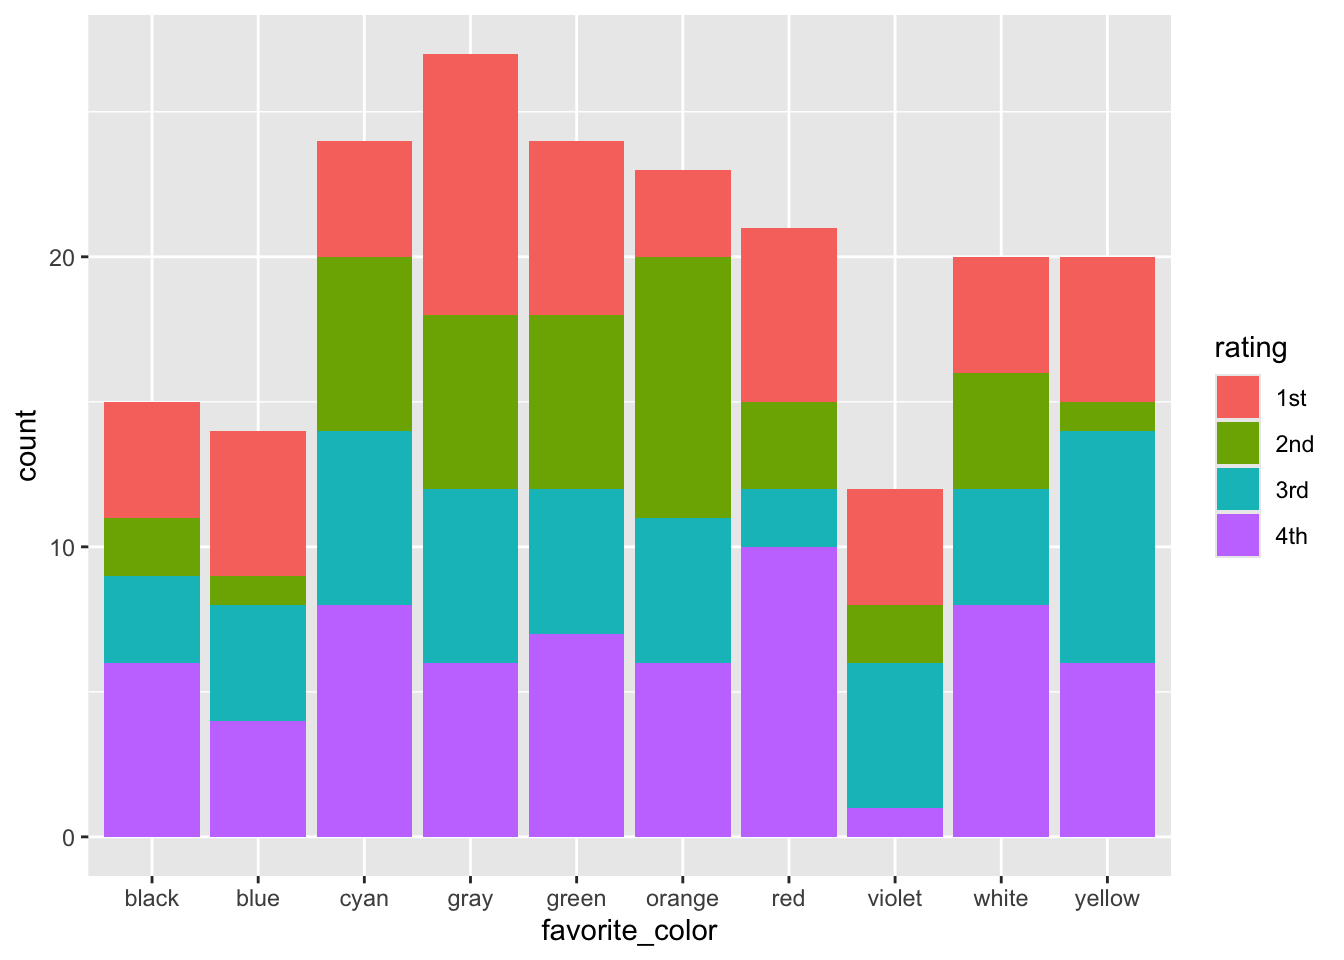 count
20
10
0
black blue cyan gray green orange red violet white yellow
favorite_color
rating
1st
2nd
3rd
4th